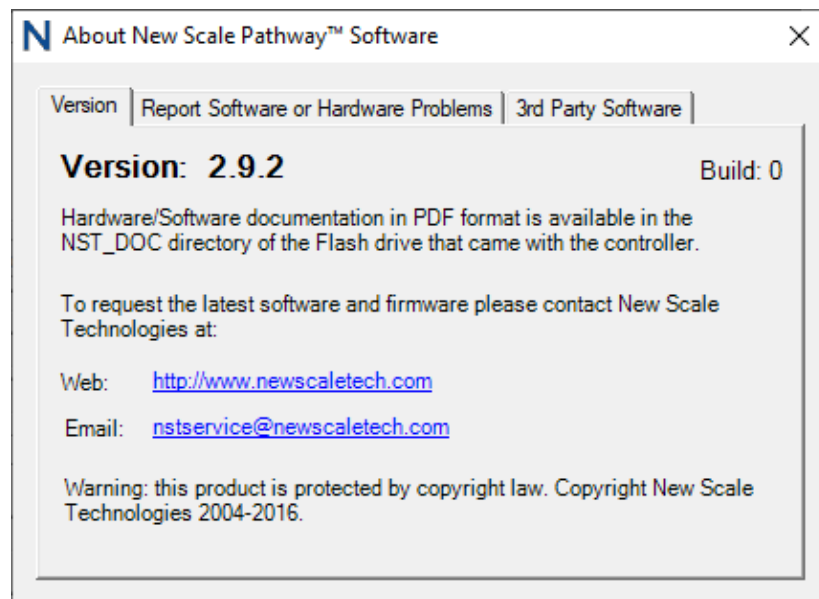 N About New Scale Pathway™ Software
Version Report Software or Hardware Problems 3rd Party Software
Version: 2.9.2 Build: 0
Hardware/Software documentation in PDF format is available in the
NST_DOC directory of the Flash drive that came with the controller.
To request the latest software and firmware please contact New Scale
Technologies at:
Web: http://www.newscaletech.com
Email: nstservice@newscaletech.com
Warning: this product is protected by copyright law. Copyright New Scale
Technologies 2004-2016.